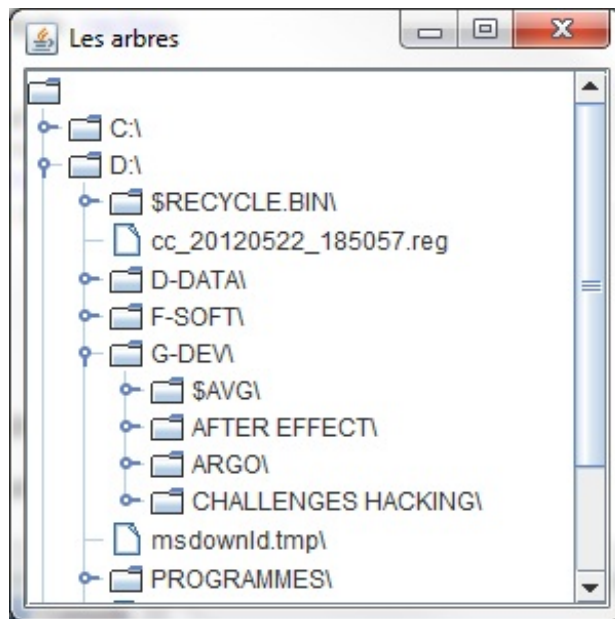 Les arbres
C:\
D:\
$RECYCLE.BIN\
cc_20120522_185057.reg
D-DATA\
F-SOFT\
G-DEV\
$AVG\
AFTER EFFECT\
ARGO\
CHALLENGES HACKING\
msdownld.tmp\
PROGRAMMES\